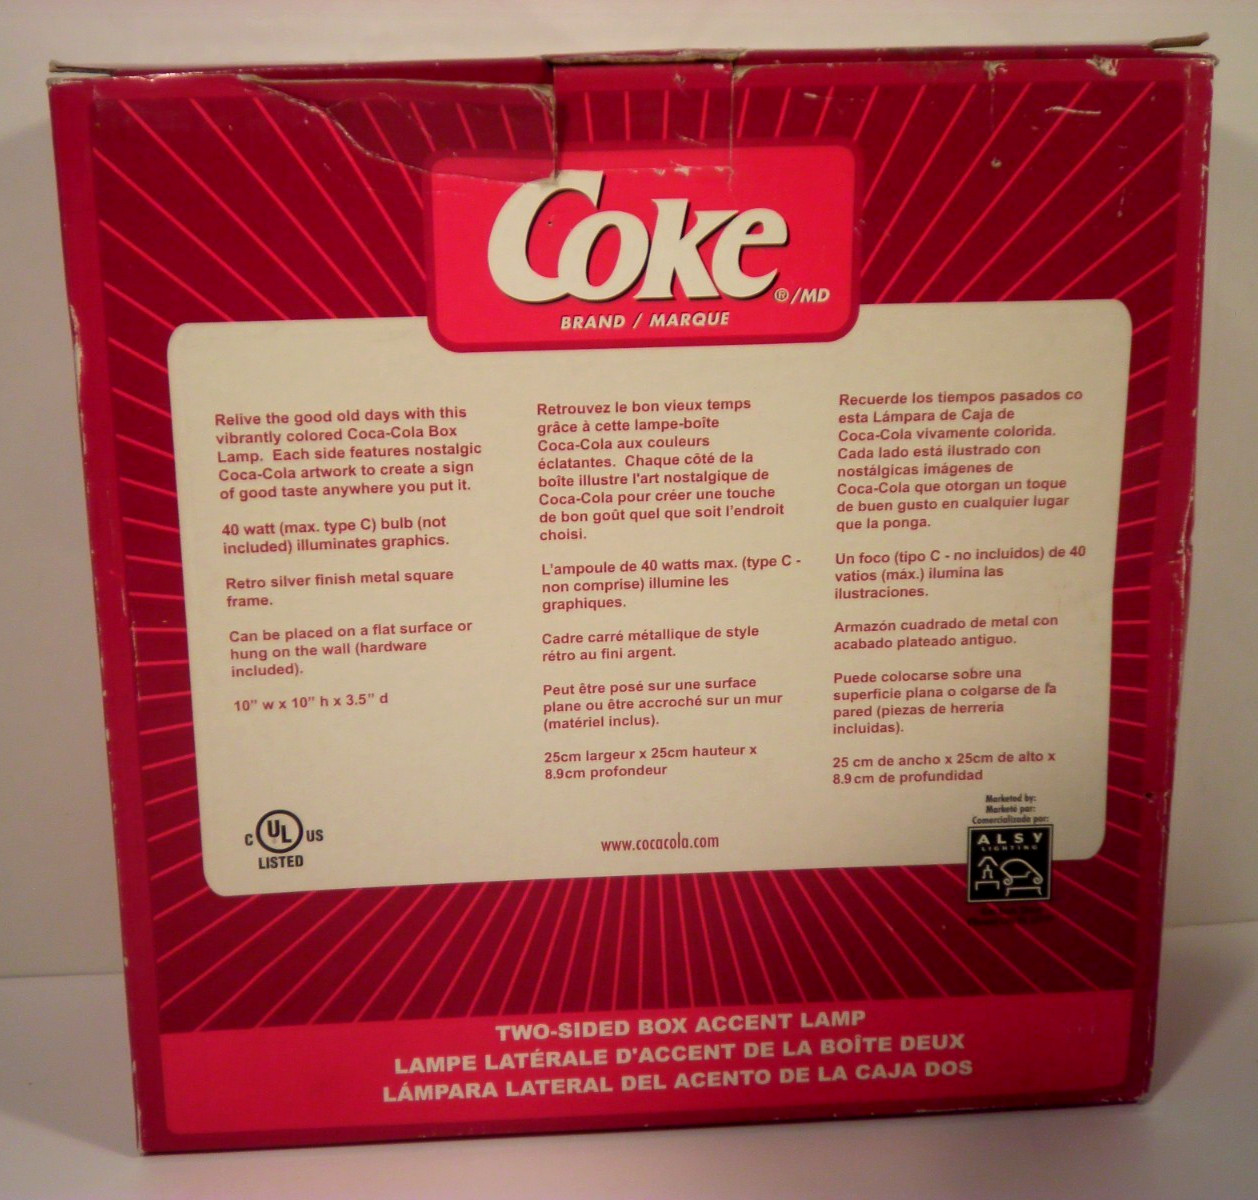 Coke
®/MD
BRAND / MARQUE
Relive the good old days with this
vibrantly colored Coca-Cola Box
Lamp. Each side features nostalgic
Coca-Cola artwork to create a sign
of good taste anywhere you put it.
40 watt (max. type C) bulb (not
included) illuminates graphics.
Retro silver finish metal square
frame.
Can be placed on a flat surface or
hung on the wall (hardware
included).
10" w x 10" h x 3.5" d
C UL US
LISTED
Retrouvez le bon vieux temps
grâce à cette lampe-boîte
Coca-Cola aux couleurs
éclatantes. Chaque côté de la
boîte illustre l'art nostalgique de
Coca-Cola pour créer une touche
de bon goût quel que soit l'endroit
choisi.
L'ampoule de 40 watts max. (type C -
non comprise) illumine les
graphiques.
Cadre carré métallique de style
rétro au fini argent.
Peut être posé sur une surface
plane ou être accroché sur un mur
(matériel inclus).
25cm largeur x 25cm hauteur x
8.9cm profondeur
www.cocacola.com
Recuerde los tiempos pasados co
esta Lámpara de Caja de
Coca-Cola vivamente colorida.
Cada lado está ilustrado con
nostálgicas imágenes de
Coca-Cola que otorgan un toque
de buen gusto en cualquier lugar
que la ponga.
Un foco (tipo C - no incluidos) de 40
vatios (máx.) ilumina las
ilustraciones.
Armazón cuadrado de metal con
acabado plateado antiguo.
Puede colocarse sobre una
superficie plana o colgarse de la
pared (piezas de herrería
incluidas).
25 cm de ancho x 25cm de alto x
8.9 cm de profundidad
Marketed by:
Marketé par:
Comercializado por:
ALSY
LIGHTING
TWO-SIDED BOX ACCENT LAMP
LAMPE LATÉRALE D'ACCENT DE LA BOÎTE DEUX
LÁMPARA LATERAL DEL ACENTO DE LA CAJA DOS